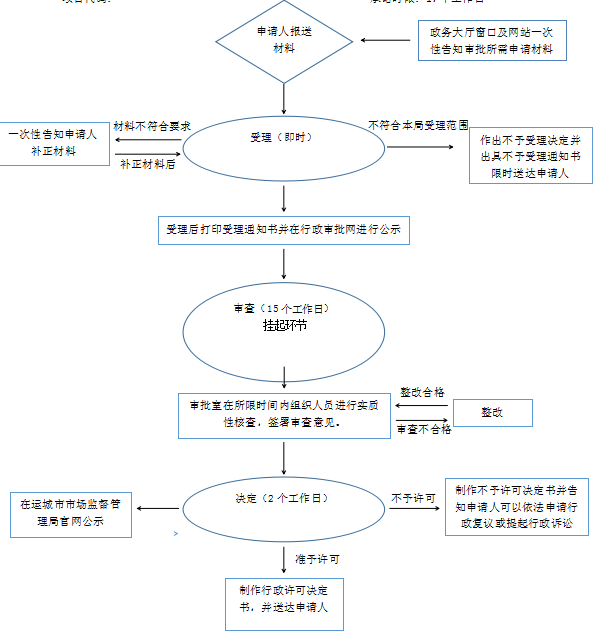 申请人报送
材料
政务大厅窗口及网站一次
性告知审批所需申请材料
材料不符合要求
不符合本局受理范围
一次性告知申请人
补正材料
受理（即时）
补正材料后
作出不予受理决定并
出具不予受理通知书
限时送达申请人
受理后打印受理通知书并在行政审批网进行公示
审查（15个工作日）
挂起环节
审批室在所限时间内组织人员进行实质
性核查，签署审查意见。
整改合格
整改
审查不合格
决定（2个工作日）
在运城市市场监督管
理局官网公示
不予许可
制作不予许可决定书并告
知申请人可以依法申请行
政复议或提起行政诉讼
>
准予许可
制作行政许可决定
书，并送达申请人